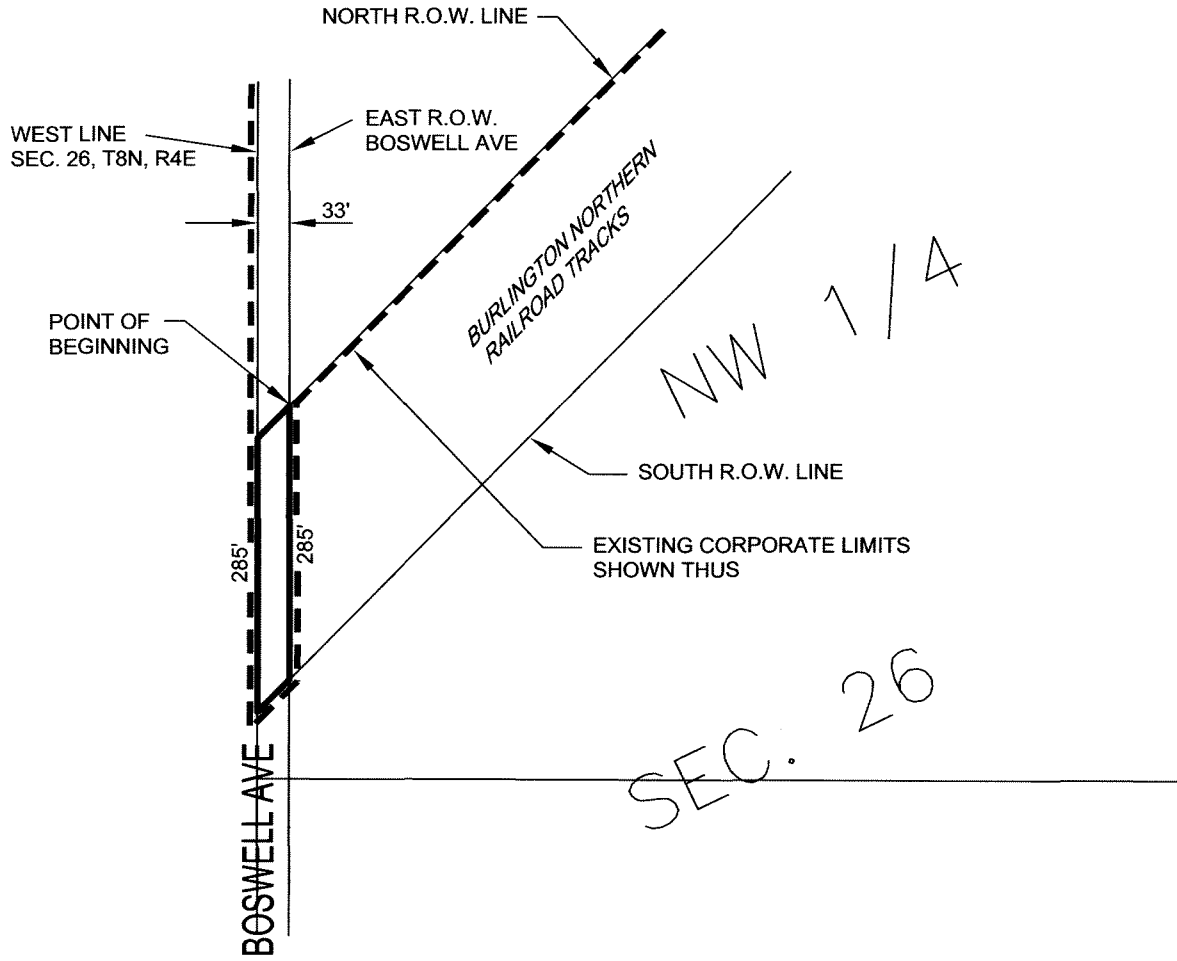 NORTH R.O.W. LINE
WEST LINE
SEC. 26, T8N, R4E
EAST R.O.W.
BOSWELL AVE
33'
BURLINGTON NORTHERN
RAILROAD TRACKS
NW 1/4
POINT OF
BEGINNING
SOUTH R.O.W. LINE
285'
285'
EXISTING CORPORATE LIMITS
SHOWN THUS
SEC. 26
BOSWELL AVE